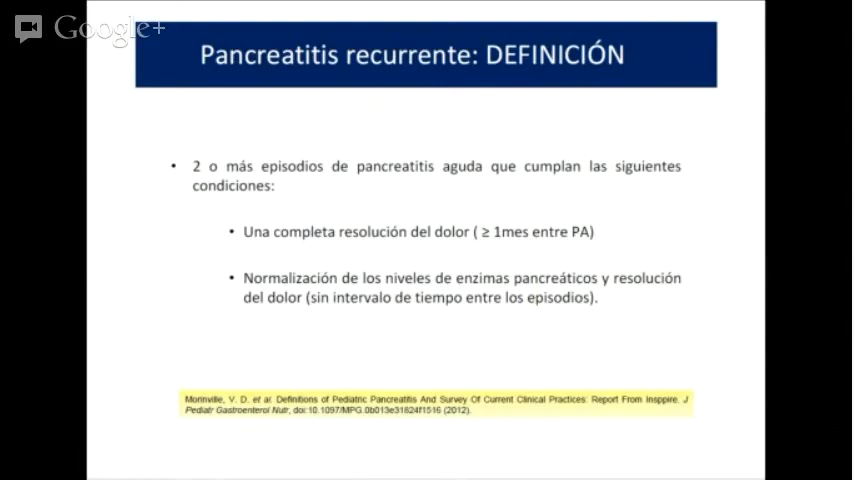 Google+
Pancreatitis recurrente: DEFINICIÓN
• 2 o más episodios de pancreatitis aguda que cumplan las siguientes
condiciones:
• Una completa resolución del dolor ( ≥ 1mes entre PA)
• Normalización de los niveles de enzimas pancreáticos y resolución
del dolor (sin intervalo de tiempo entre los episodios).
Morinville, V. D. et al. Definitions of Pediatric Pancreatitis And Survey Of Current Clinical Practices: Report From Insppire. J
Pediatr Gastroenterol Nutr, doi:10.1097/MPG.0b013e31824f1516 (2012).